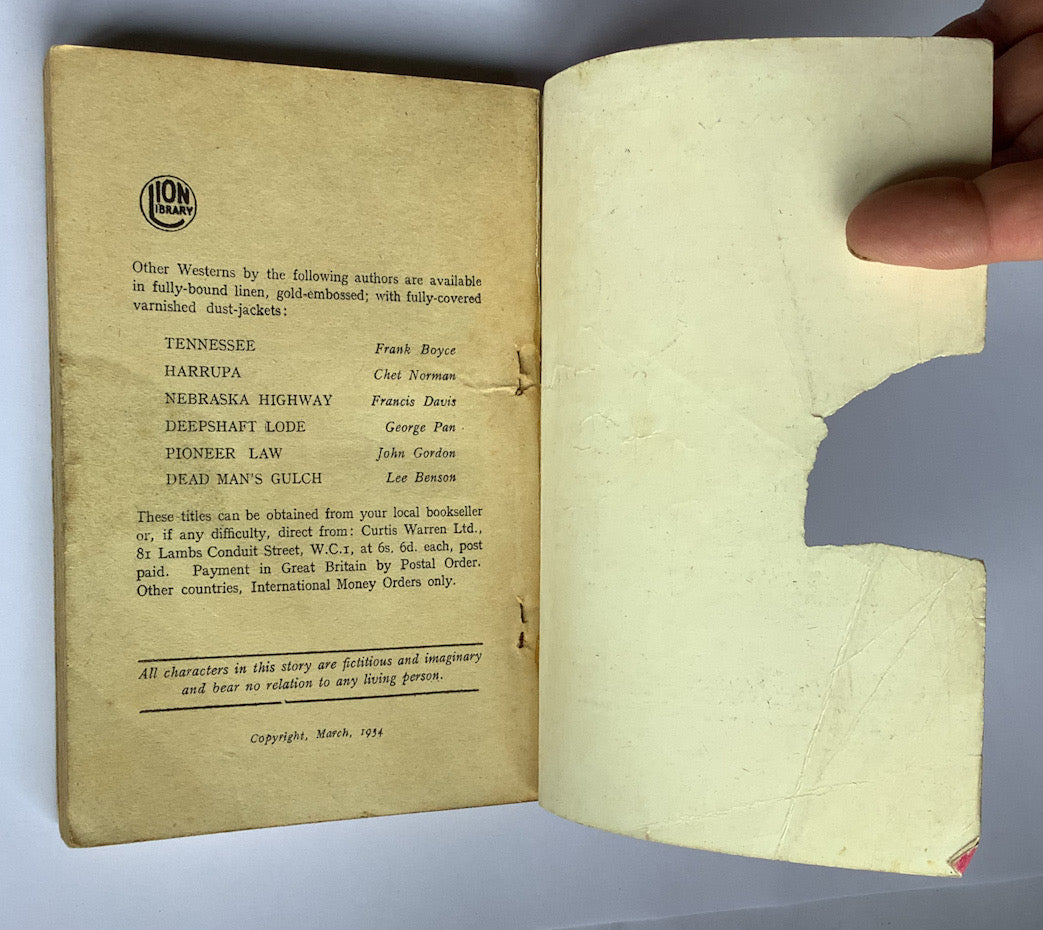 LION
LIBRARY
Other Westerns by the following authors are available
in fully-bound linen, gold-embossed; with fully-covered
varnished dust-jackets:
TENNESSEE Frank Boyce
HARRUPA Chet Norman
NEBRASKA HIGHWAY Francis Davis
DEEPSHAFT LODE George Pan
PIONEER LAW John Gordon
DEAD MAN'S GULCH Lee Benson
These titles can be obtained from your local bookseller
or, if any difficulty, direct from: Curtis Warren Ltd.,
81 Lambs Conduit Street, W.C.1, at 6s. 6d. each, post
paid. Payment in Great Britain by Postal Order.
Other countries, International Money Orders only.
All characters in this story are fictitious and imaginary
and bear no relation to any living person.
Copyright, March, 1954